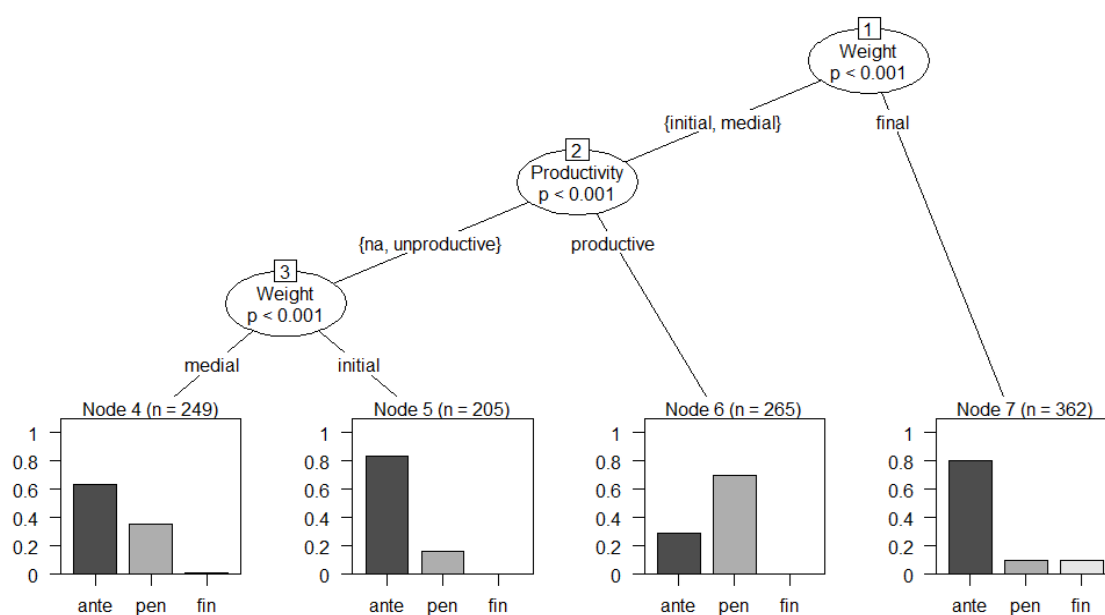 1
Weight
p < 0.001
{initial, medial}
final
2
Productivity
p < 0.001
{na, unproductive}
productive
3
Weight
p < 0.001
medial
initial
Node 4 (n = 249)
1
0.8
0.6
0.4
0.2
0
ante pen fin
Node 5 (n = 205)
1
0.8
0.6
0.4
0.2
0
ante pen fin
Node 6 (n = 265)
1
0.8
0.6
0.4
0.2
0
ante pen fin
Node 7 (n = 362)
1
0.8
0.6
0.4
0.2
0
ante pen fin